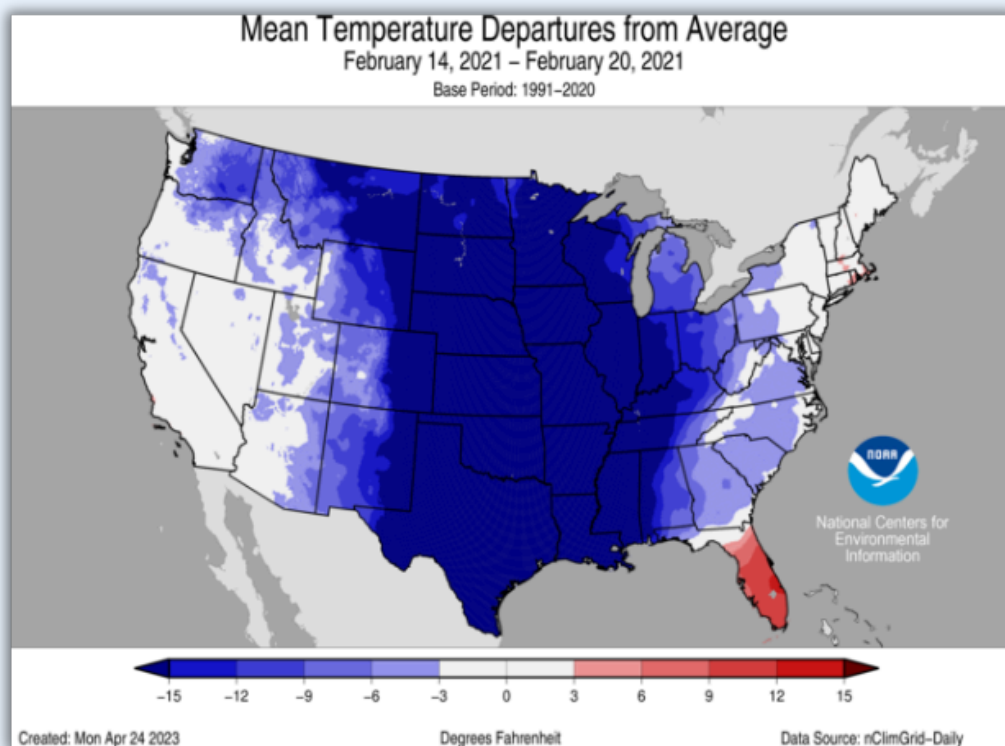 Mean Temperature Departures from Average
February 14, 2021 – February 20, 2021
Base Period: 1991–2020
NOAA
National Centers for
Environmental
Information
−15 −12 −9 −6 −3 0 3 6 9 12 15
Created: Mon Apr 24 2023 Degrees Fahrenheit Data Source: nClimGrid–Daily